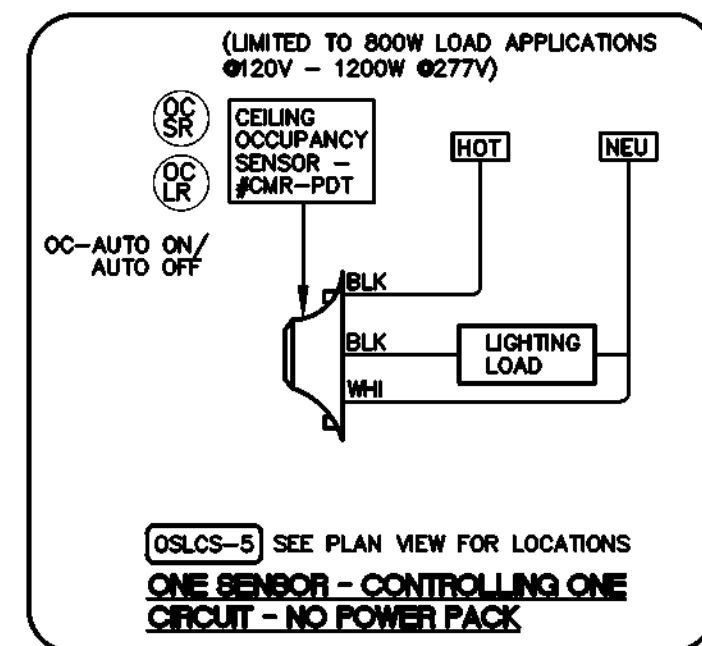 (LIMITED TO 800W LOAD APPLICATIONS
@120V - 1200W @277V)
OC
SR
OC
LR
CEILING
OCCUPANCY
SENSOR -
#CMR-PDT
HOT
NEU
OC-AUTO ON/
AUTO OFF
BLK
BLK
LIGHTING
LOAD
WHI
OSLCS-5 SEE PLAN VIEW FOR LOCATIONS
ONE SENSOR - CONTROLLING ONE
CIRCUIT - NO POWER PACK